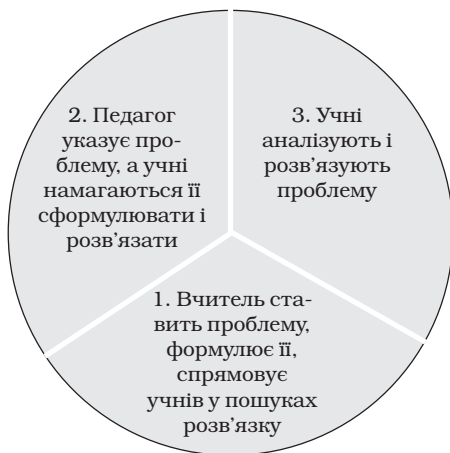 2. Педагог
указує про-
блему, а учні
намагаються її
сформулювати і
розв'язати
3. Учні
аналізують і
розв'язують
проблему
1. Вчитель ста-
вить проблему,
формулює її,
спрямовує
учнів у пошуках
розв'язку